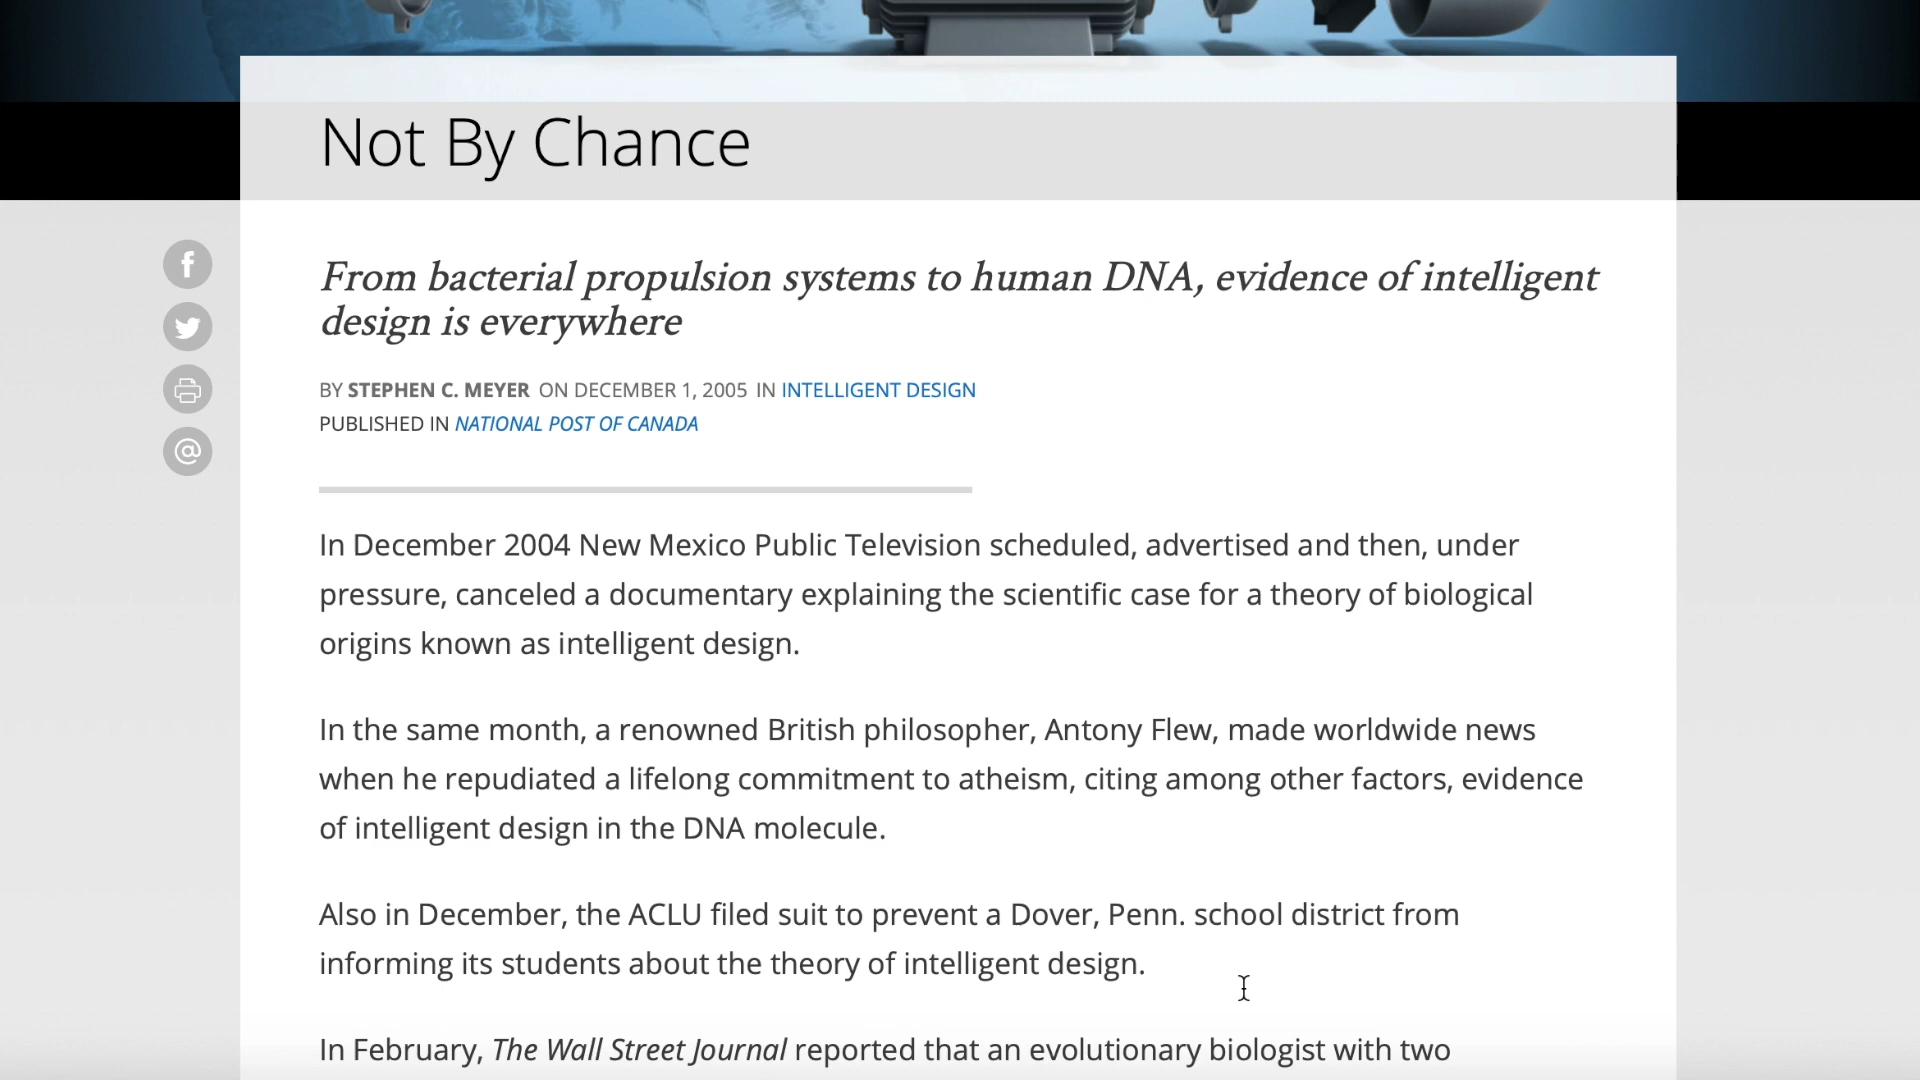 Not By Chance
From bacterial propulsion systems to human DNA, evidence of intelligent
design is everywhere
BY STEPHEN C. MEYER ON DECEMBER 1, 2005 IN INTELLIGENT DESIGN
PUBLISHED IN NATIONAL POST OF CANADA
In December 2004 New Mexico Public Television scheduled, advertised and then, under
pressure, canceled a documentary explaining the scientific case for a theory of biological
origins known as intelligent design.
In the same month, a renowned British philosopher, Antony Flew, made worldwide news
when he repudiated a lifelong commitment to atheism, citing among other factors, evidence
of intelligent design in the DNA molecule.
Also in December, the ACLU filed suit to prevent a Dover, Penn. school district from
informing its students about the theory of intelligent design.
In February, The Wall Street Journal reported that an evolutionary biologist with two